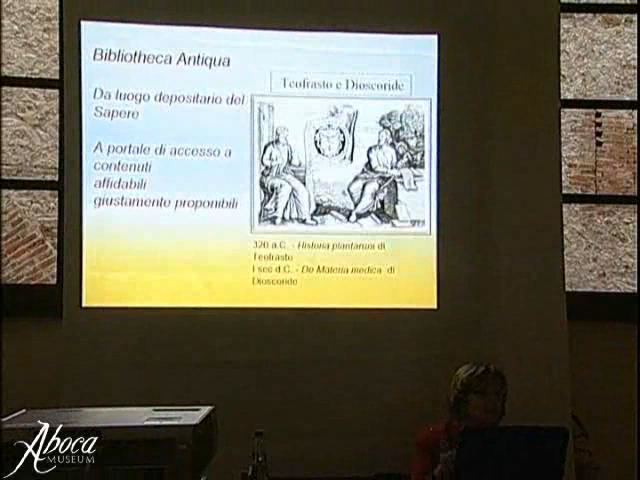 Bibliotheca Antiqua
Da luogo depositario del
Sapere
A portale di accesso a
contenuti
affidabili
giustamente proponibili
Teofrasto e Dioscoride
320 a.C. - Historia plantarum di
Teofrasto
I sec d.C. - De Materia medica di
Dioscoride
Aboca
MUSEUM